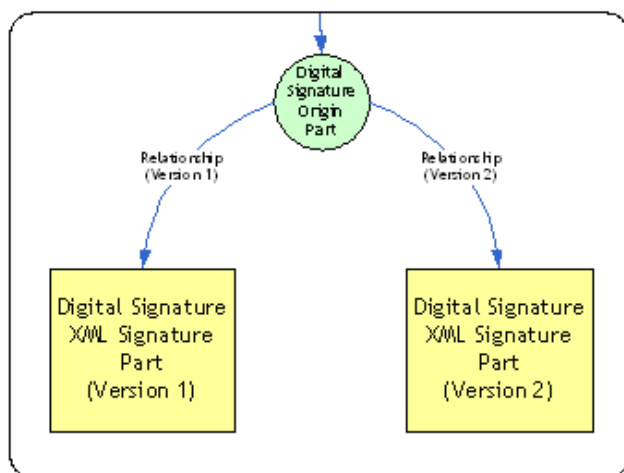 Digital
Signature
Origin
Part
Relationship
(Version 1)
Relationship
(Version 2)
Digital Signature
XML Signature
Part
(Version 1)
Digital Signature
XML Signature
Part
(Version 2)